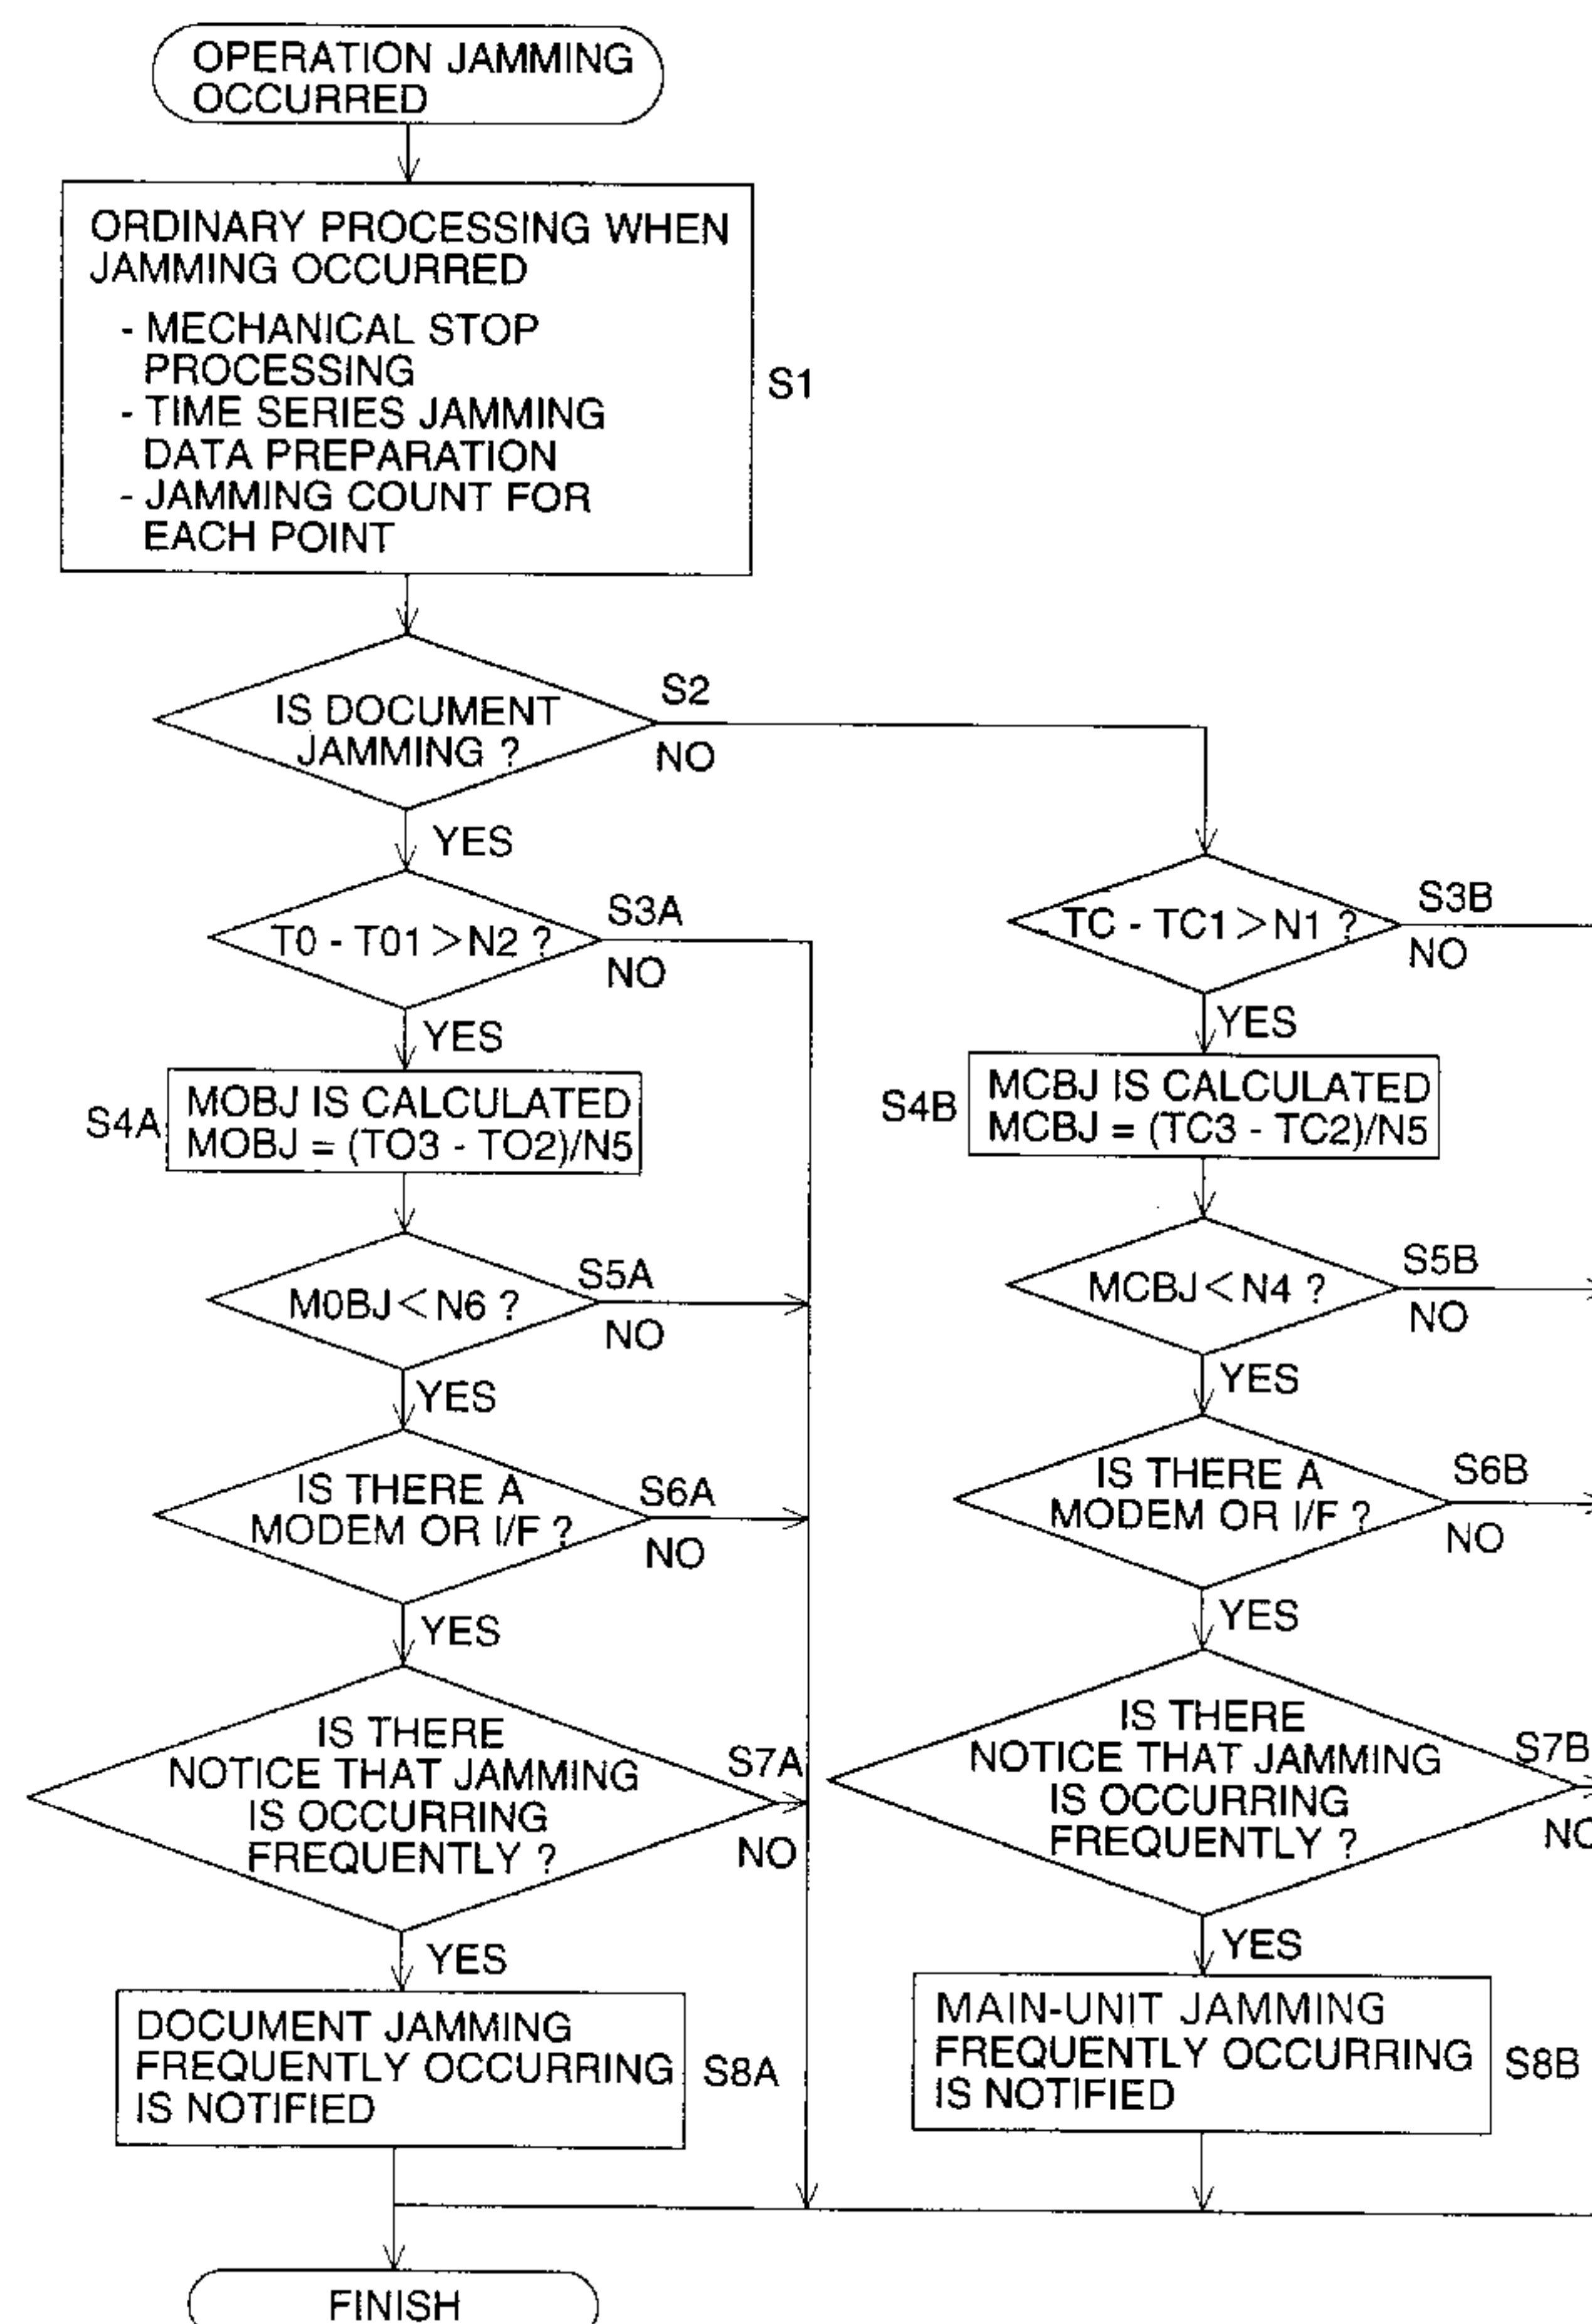 OPERATION JAMMING
OCCURRED
ORDINARY PROCESSING WHEN
JAMMING OCCURRED
- MECHANICAL STOP
PROCESSING
- TIME SERIES JAMMING
DATA PREPARATION
- JAMMING COUNT FOR
EACH POINT
S1
IS DOCUMENT
JAMMING ?
S2
NO
YES
T0 - T01 > N2 ?
S3A
NO
YES
S4A
MOBJ IS CALCULATED
MOBJ = (TO3 - TO2)/N5
M0BJ < N6 ?
S5A
NO
YES
IS THERE A
MODEM OR I/F ?
S6A
NO
YES
IS THERE
NOTICE THAT JAMMING
IS OCCURRING
FREQUENTLY ?
S7A
NO
YES
DOCUMENT JAMMING
FREQUENTLY OCCURRING
IS NOTIFIED
S8A
TC - TC1 > N1 ?
S3B
NO
YES
S4B
MCBJ IS CALCULATED
MCBJ = (TC3 - TC2)/N5
MCBJ < N4 ?
S5B
NO
YES
IS THERE A
MODEM OR I/F ?
S6B
NO
YES
IS THERE
NOTICE THAT JAMMING
IS OCCURRING
FREQUENTLY ?
S7B
NO
YES
MAIN-UNIT JAMMING
FREQUENTLY OCCURRING
IS NOTIFIED
S8B
FINISH